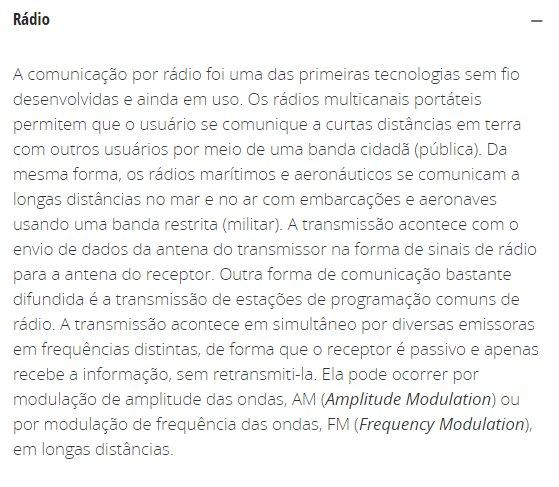 Rádio
A comunicação por rádio foi uma das primeiras tecnologias sem fio
desenvolvidas e ainda em uso. Os rádios multicanais portáteis
permitem que o usuário se comunique a curtas distâncias em terra
com outros usuários por meio de uma banda cidadã (pública). Da
mesma forma, os rádios marítimos e aeronáuticos se comunicam a
longas distâncias no mar e no ar com embarcações e aeronaves
usando uma banda restrita (militar). A transmissão acontece com o
envio de dados da antena do transmissor na forma de sinais de rádio
para a antena do receptor. Outra forma de comunicação bastante
difundida é a transmissão de estações de programação comuns de
rádio. A transmissão acontece em simultâneo por diversas emissoras
em frequências distintas, de forma que o receptor é passivo e apenas
recebe a informação, sem retransmiti-la. Ela pode ocorrer por
modulação de amplitude das ondas, AM (Amplitude Modulation) ou
por modulação de frequência das ondas, FM (Frequency Modulation),
em longas distâncias.